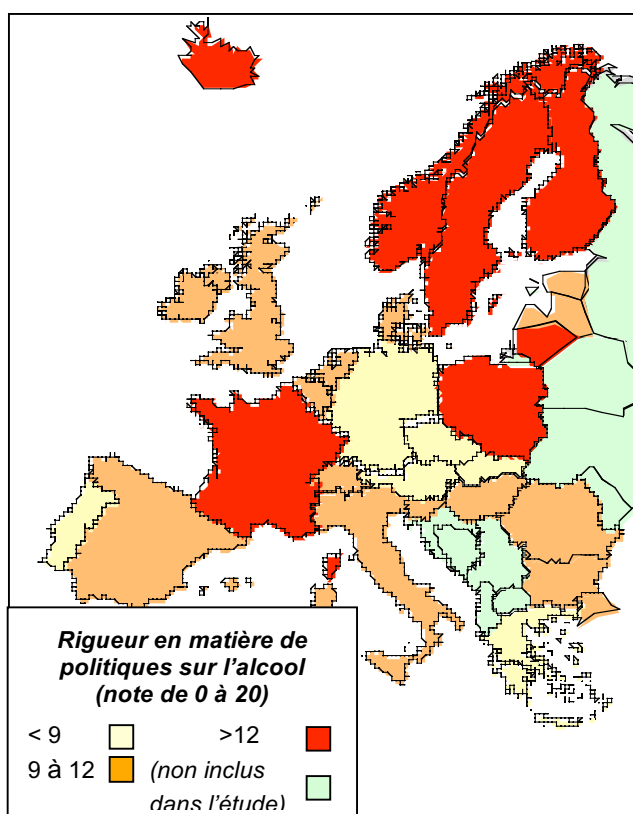 Rigueur en matière de
politiques sur l'alcool
(note de 0 à 20)
< 9 >12
9 à 12 (non inclus
dans l'étude)